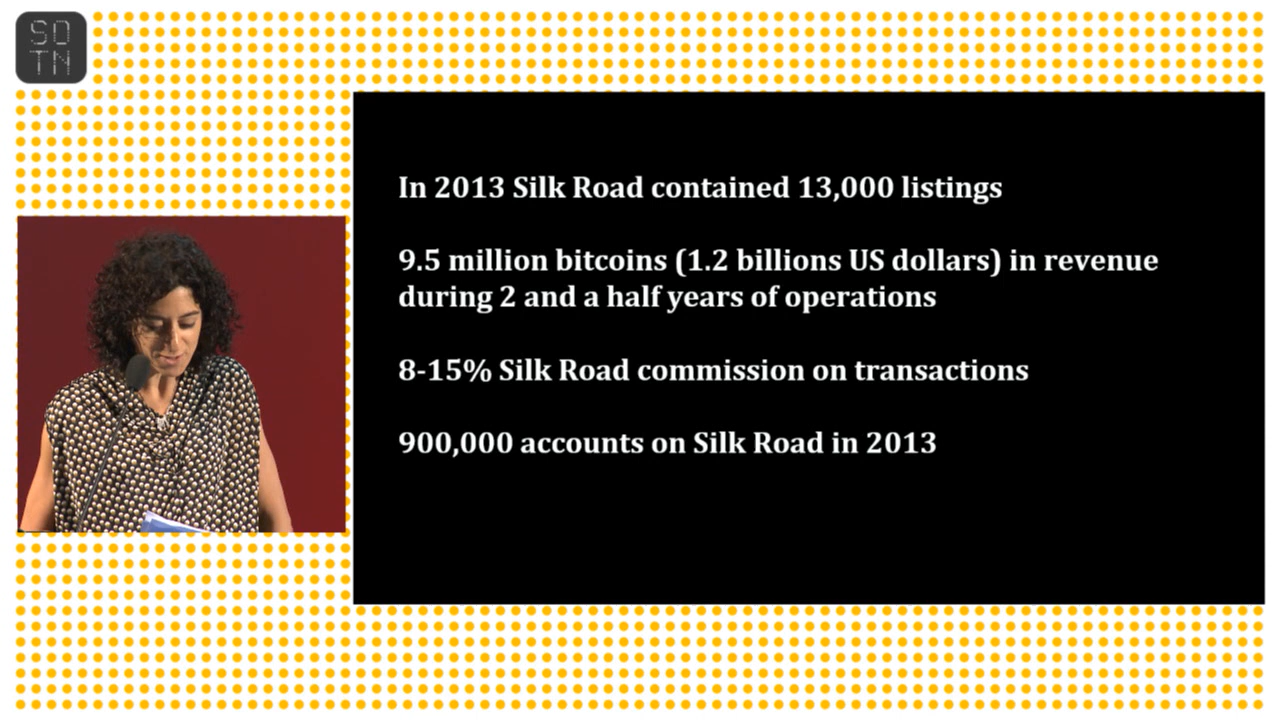 SO
TN
In 2013 Silk Road contained 13,000 listings
9.5 million bitcoins (1.2 billions US dollars) in revenue
during 2 and a half years of operations
8-15% Silk Road commission on transactions
900,000 accounts on Silk Road in 2013